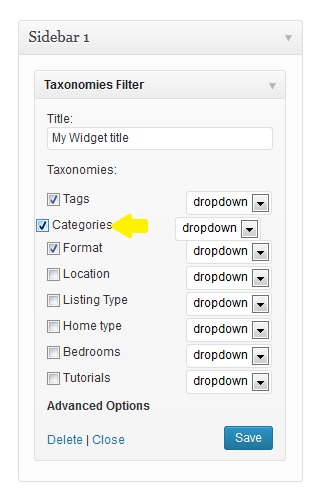 Sidebar 1
Taxonomies Filter
Title:
My Widget title
Taxonomies:
Tags dropdown
Categories dropdown
Format dropdown
Location dropdown
Listing Type dropdown
Home type dropdown
Bedrooms dropdown
Tutorials dropdown
Advanced Options
Delete | Close Save